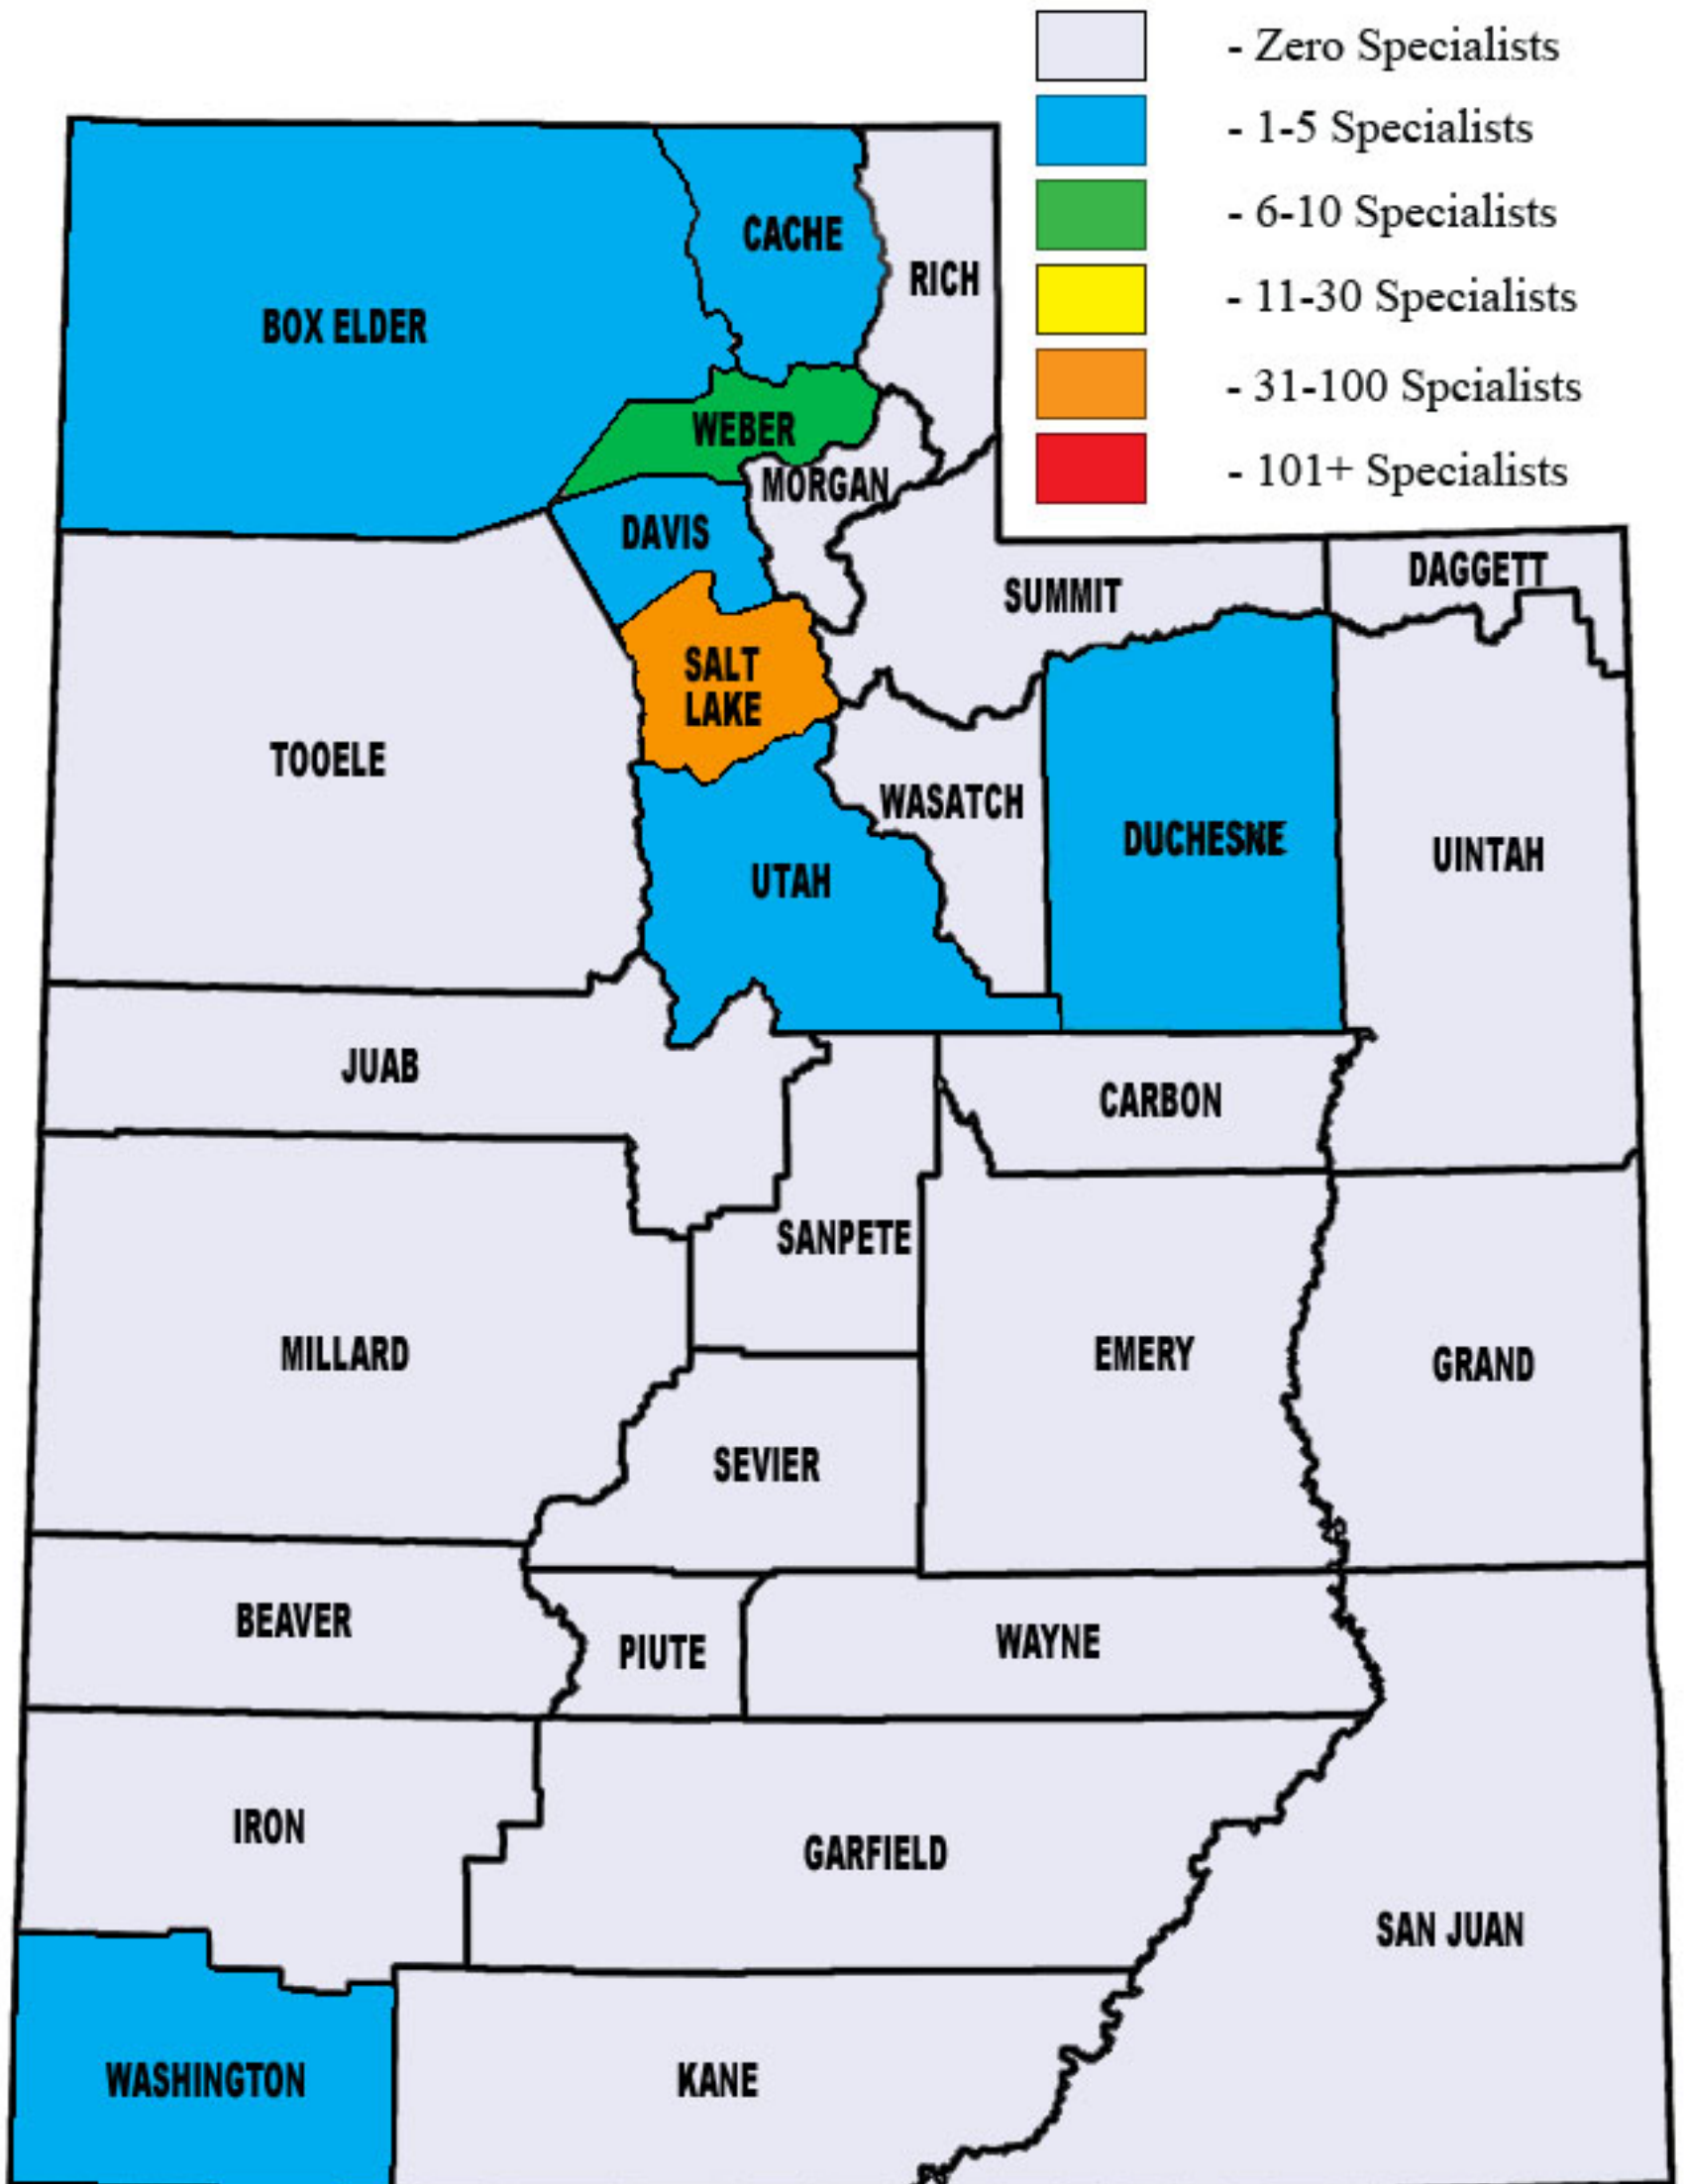 - Zero Specialists
- 1-5 Specialists
- 6-10 Specialists
- 11-30 Specialists
- 31-100 Spcialists
- 101+ Specialists
CACHE
RICH
BOX ELDER
WEBER
MORGAN
DAVIS
DAGGETT
SUMMIT
SALT
LAKE
TOOELE
WASATCH
DUCHESNE
UINTAH
UTAH
JUAB
CARBON
SANPETE
MILLARD
EMERY
GRAND
SEVIER
BEAVER
PIUTE
WAYNE
IRON
GARFIELD
SAN JUAN
WASHINGTON
KANE